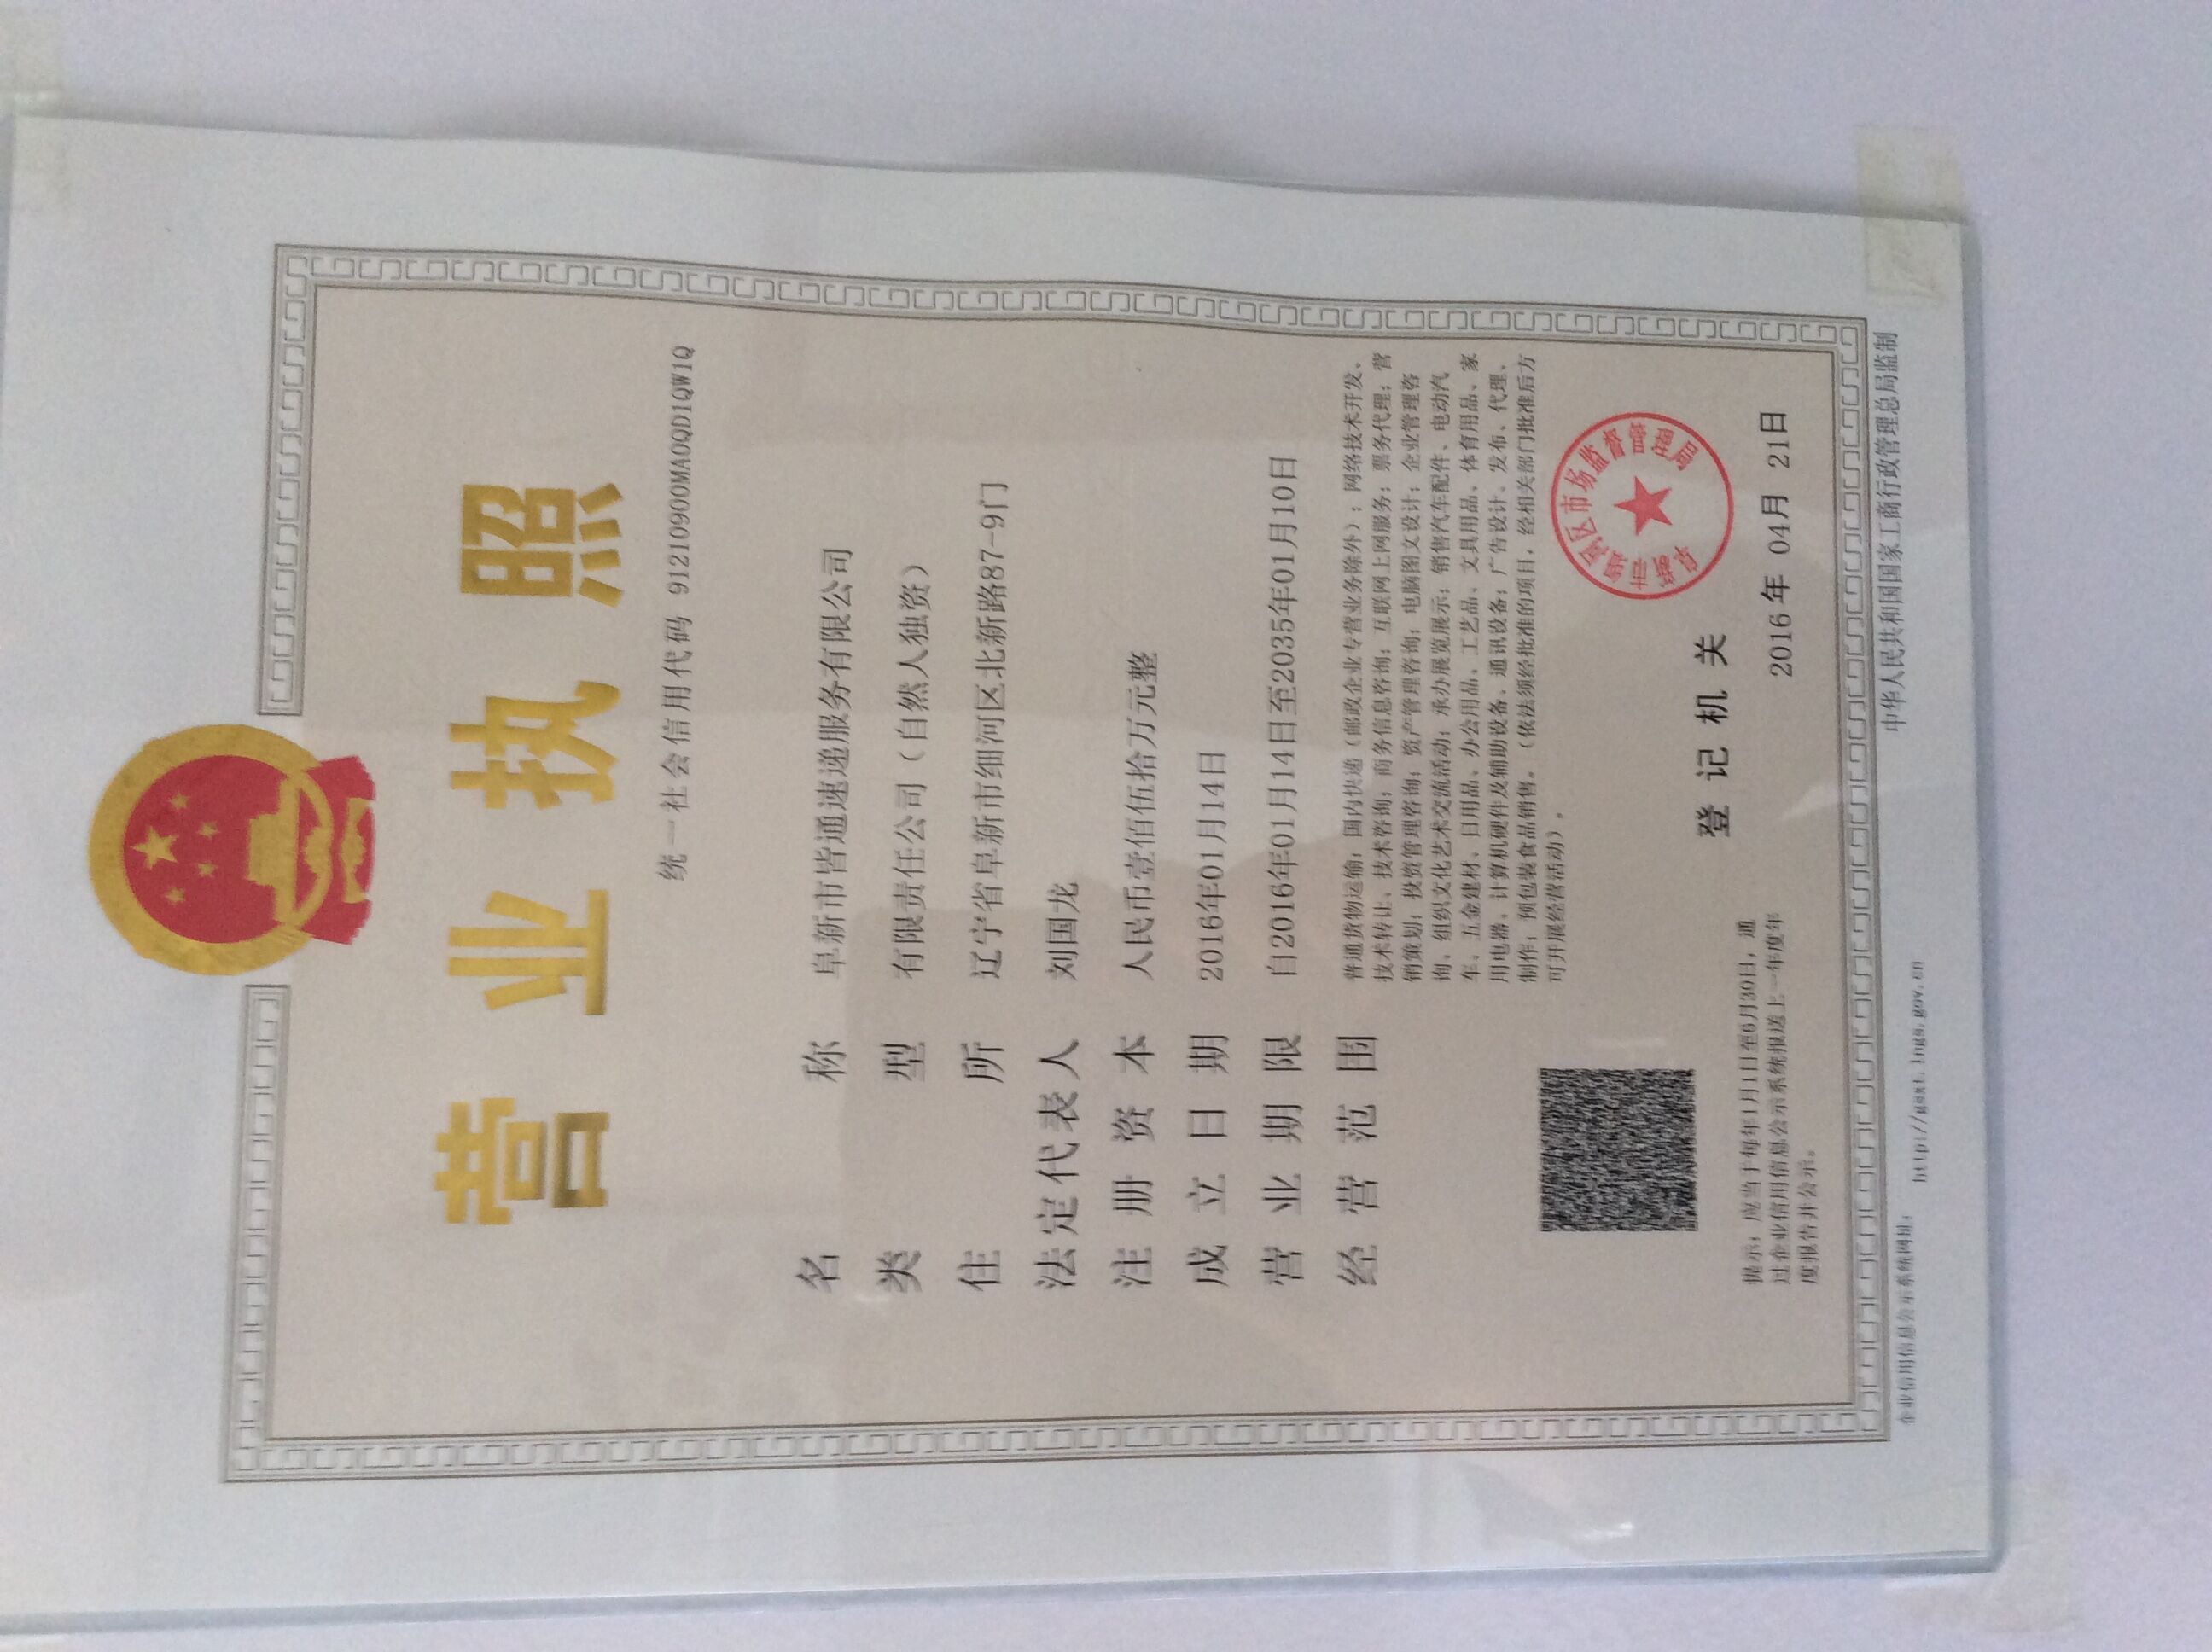 营业执照
统一社会信用代码 91210900MA0QD1QW1Q
名称 阜新市皆通速递服务有限公司
类型 有限责任公司（自然人独资）
住所 辽宁省阜新市细河区北新路87-9门
法定代表人 刘国龙
注册资本 人民币壹佰伍拾万元整
成立日期 2016年01月14日
营业期限 自2016年01月14日至2035年01月10日
经营范围 普通货物运输；国内快递（邮政企业专营业务除外）；网络技术开发、
技术转让、技术咨询；商务信息咨询；互联网上网服务；票务代理；营
销策划；投资管理咨询；资产管理咨询；电脑图文设计；企业管理咨
询、组织文化艺术交流活动；承办展览展示；销售汽车配件、电动汽
车、五金建材、日用品、办公用品、工艺品、文具用品、体育用品、家
用电器、计算机硬件及辅助设备、通讯设备；广告设计、发布、代理、
制作；预包装食品销售。（依法须经批准的项目，经相关部门批准后方
可开展经营活动）。
阜新市细河区市场监督管理局
登记机关
2016年 04月 21日
提示：应当于每年1月1日至6月30日，通
过企业信用信息公示系统报送上一年度年
度报告并公示。
企业信用信息公示系统网址：
中华人民共和国国家工商行政管理总局监制